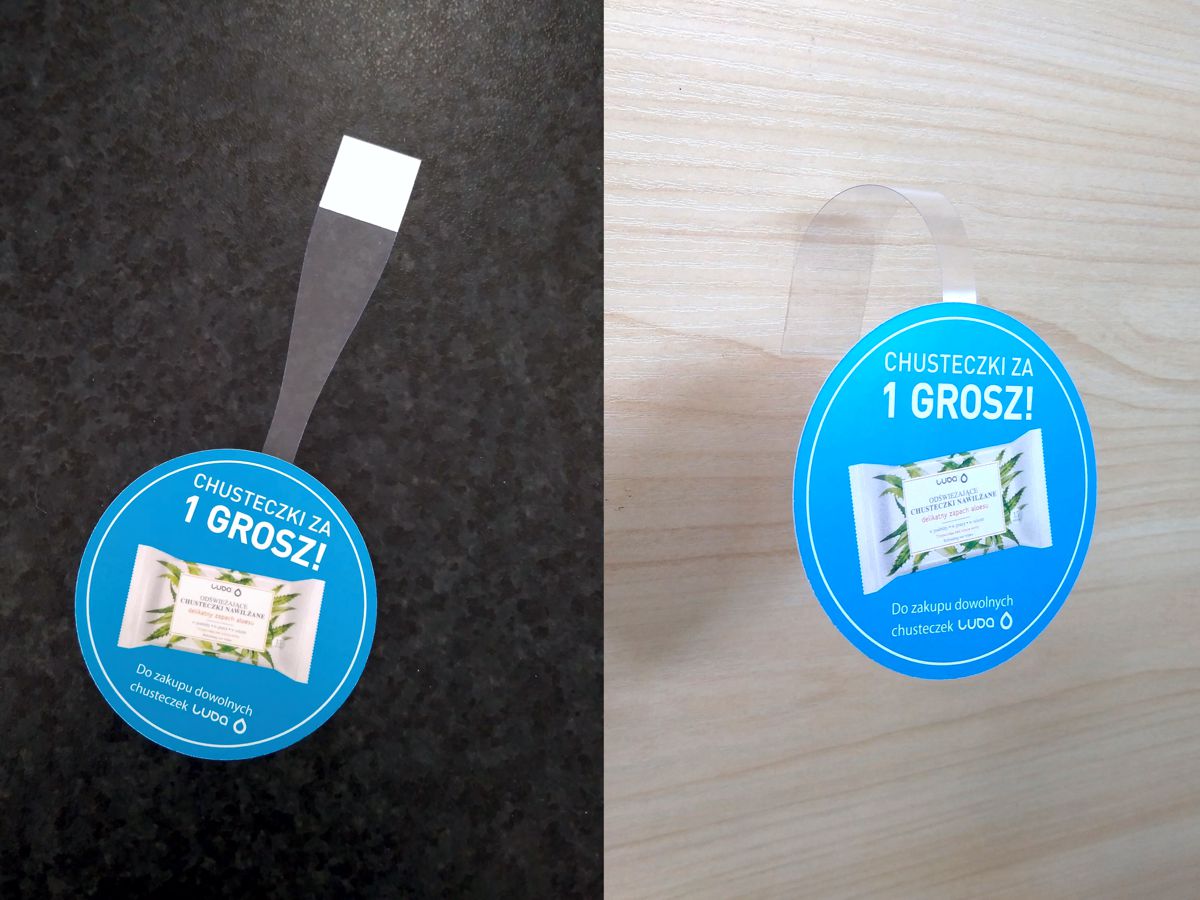 CHUSTECZKI ZA
1 GROSZ!
LUBA
ODŚWIEŻAJĄCE
CHUSTECZKI NAWILŻANE
delikatny zapach aloesu
Do zakupu dowolnych
chusteczek LUBA
CHUSTECZKI ZA
1 GROSZ!
LUBA
ODŚWIEŻAJĄCE
CHUSTECZKI NAWILŻANE
delikatny zapach aloesu
Do zakupu dowolnych
chusteczek LUBA